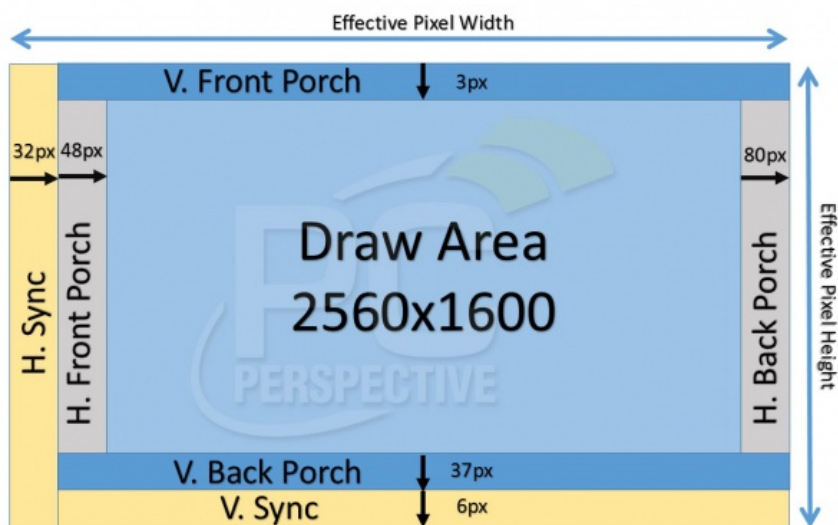 Effective Pixel Width
V. Front Porch 3px
32px 48px 80px
H. Sync
H. Front Porch
Draw Area
2560x1600
PC
PERSPECTIVE
H. Back Porch
Effective Pixel Height
V. Back Porch 37px
V. Sync 6px